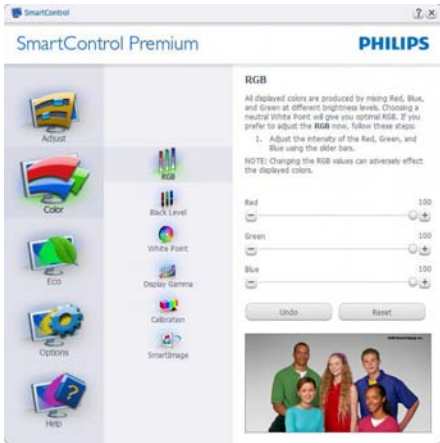 SmartControl
SmartControl Premium
PHILIPS
Adjust
Color
Eco
Options
Help
RGB
Black Level
White Point
Display Gamma
Calibration
SmartImage
RGB
All displayed colors are produced by mixing Red, Blue,
and Green at different brightness levels. Choosing a
neutral White Point will give you optimal RGB. If you
prefer to adjust the RGB now, follow these steps:
1. Adjust the intensity of the Red, Green, and
Blue using the slider bars.
NOTE: Changing the RGB values can adversely effect
the displayed colors.
Red 100
Green 100
Blue 100
Undo
Reset